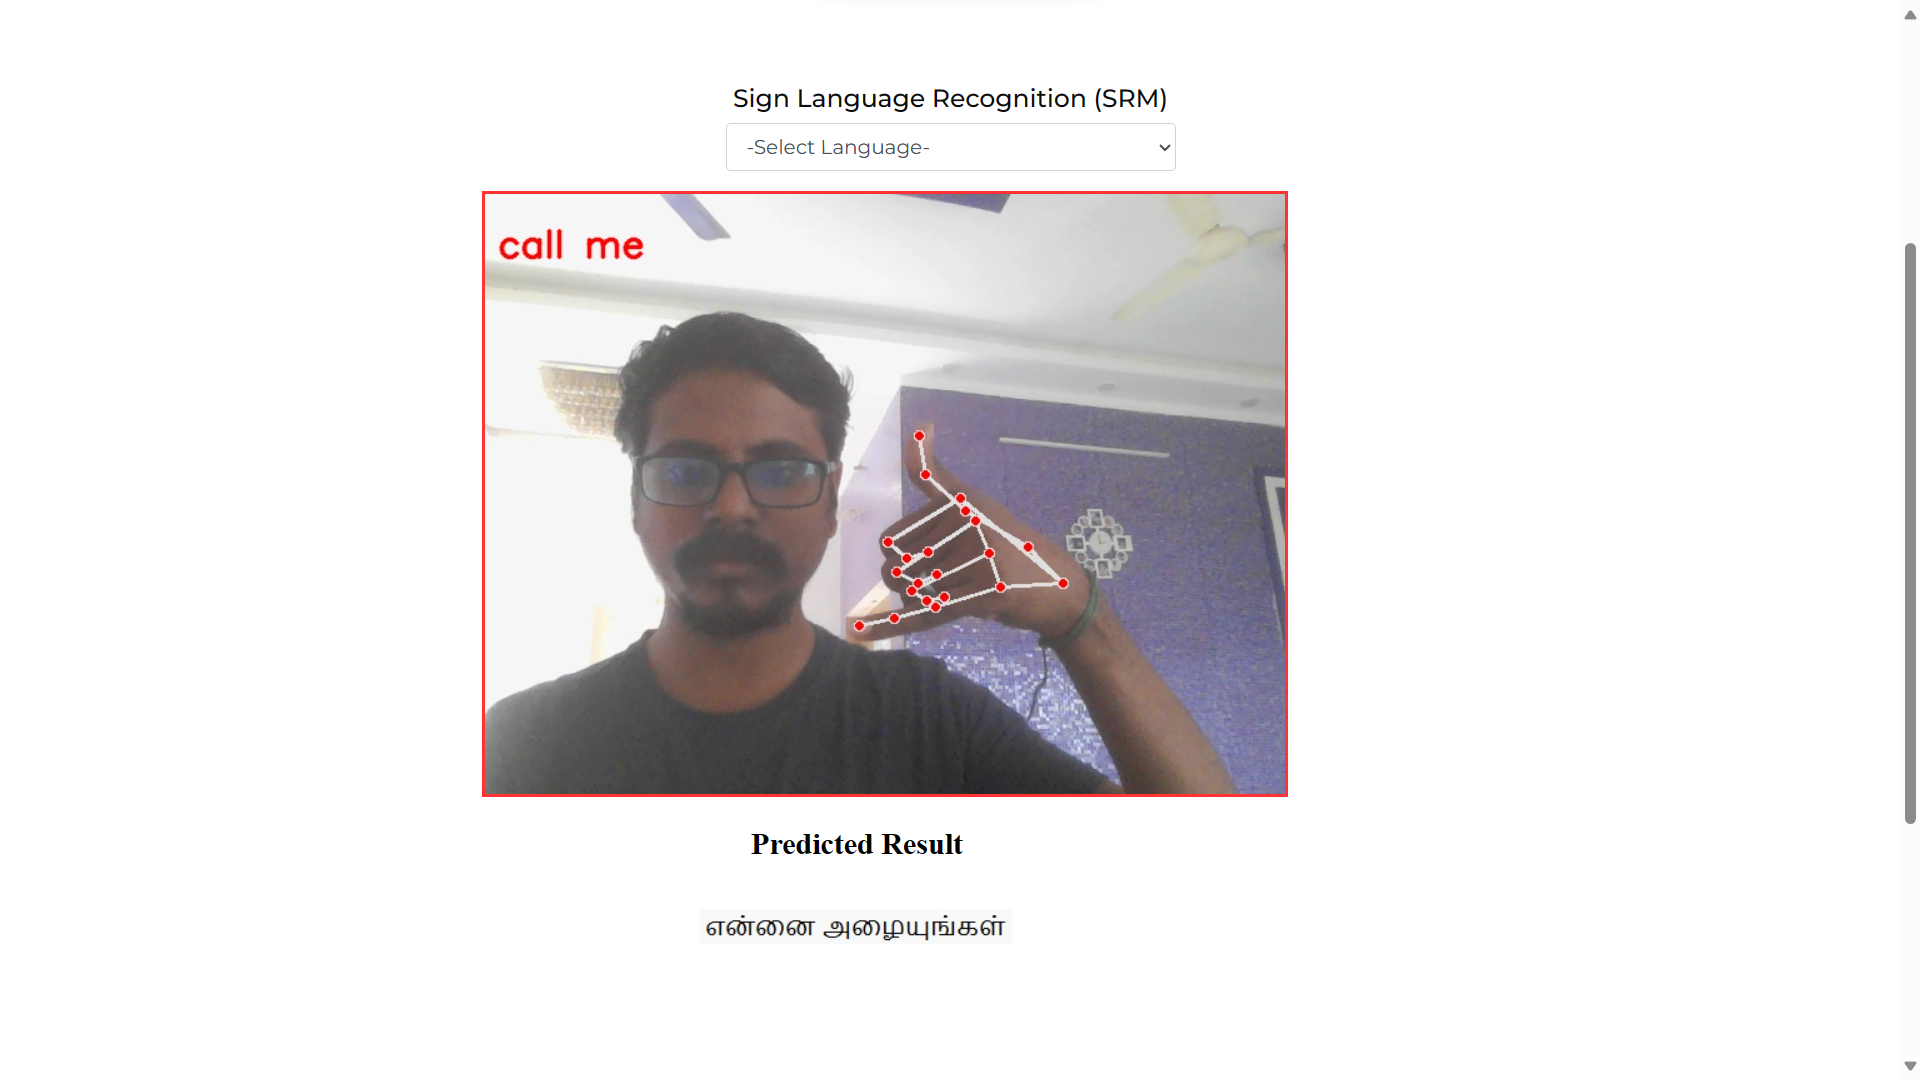 Sign Language Recognition (SRM)
-Select Language-
call me
Predicted Result
என்னை அழையுங்கள்